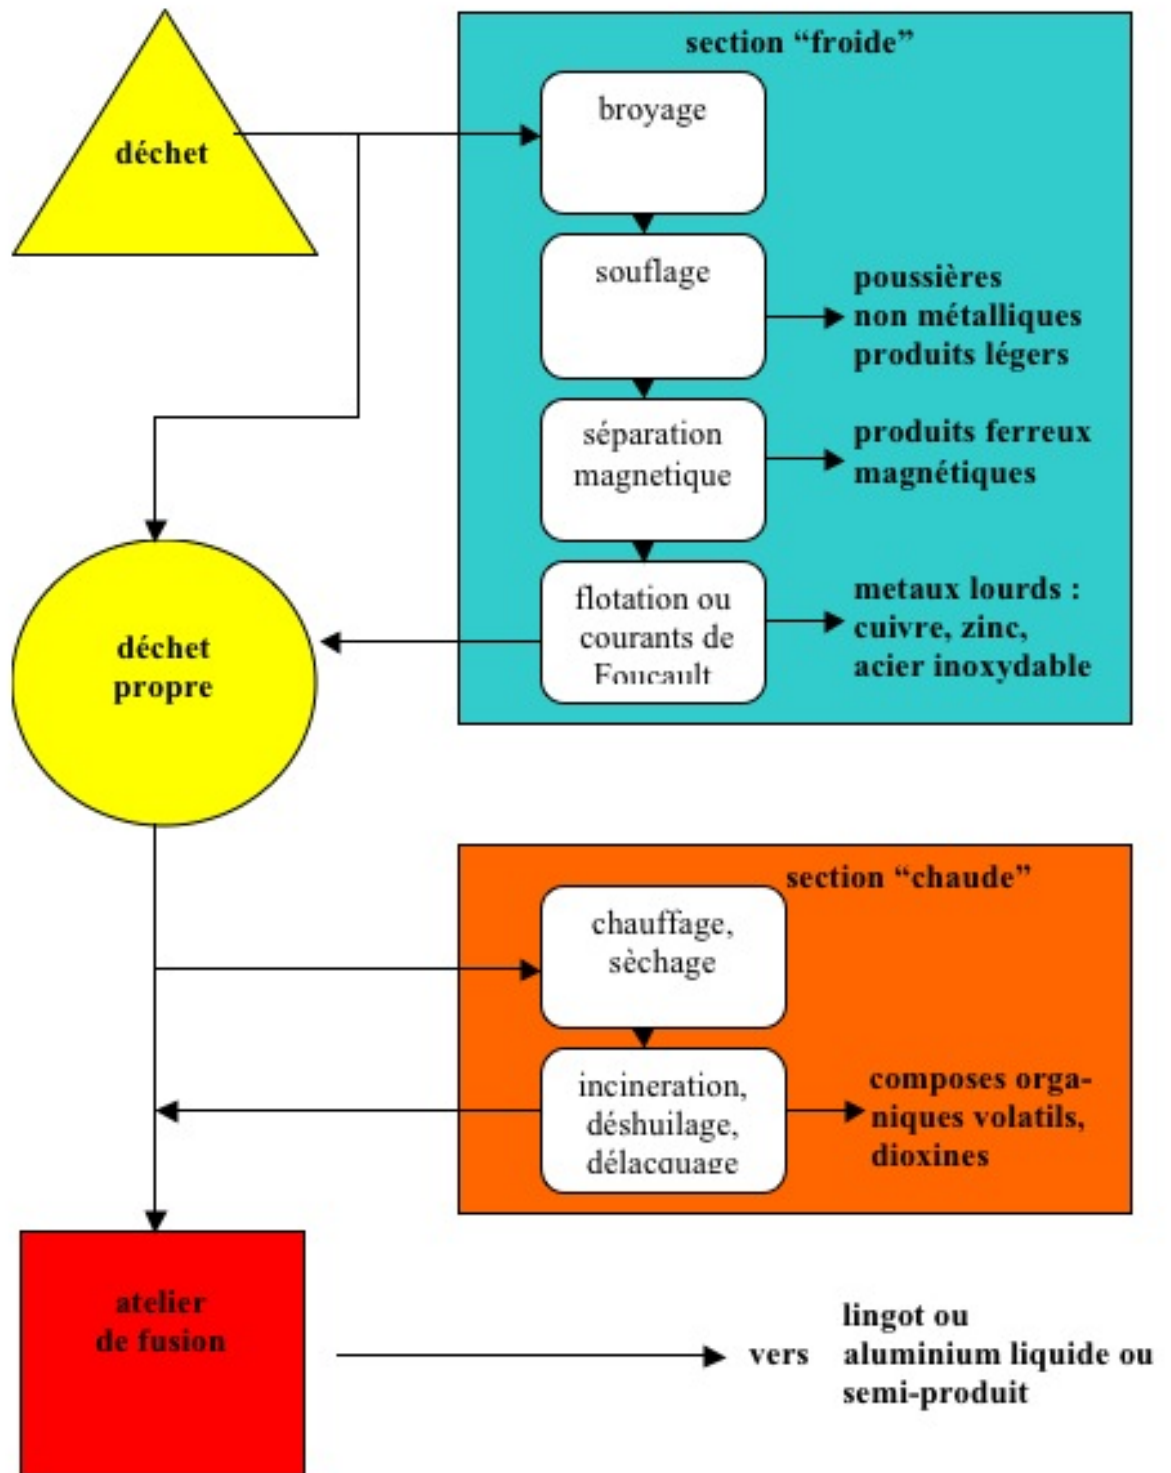 section “froide”
broyage
déchet
souflage
poussières
non métalliques
produits légers
séparation
magnetique
produits ferreux
magnétiques
flotation ou
courants de
Foucault
metaux lourds :
cuivre, zinc,
acier inoxydable
déchet
propre
section “chaude”
chauffage,
sèchage
incineration,
déshuilage,
délacquage
composes orga-
niques volatils,
dioxines
atelier
de fusion
vers
lingot ou
aluminium liquide ou
semi-produit